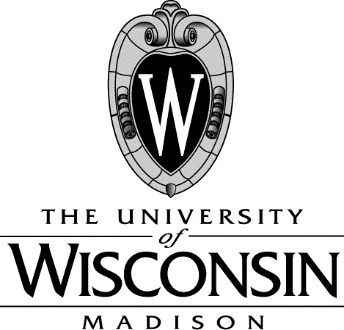 W
THE UNIVERSITY
of
WISCONSIN
MADISON